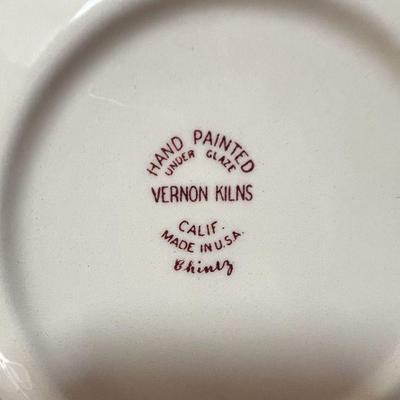 HAND PAINTED
UNDER GLAZE
VERNON KILNS
CALIF.
MADE IN U.S.A.
Chintz